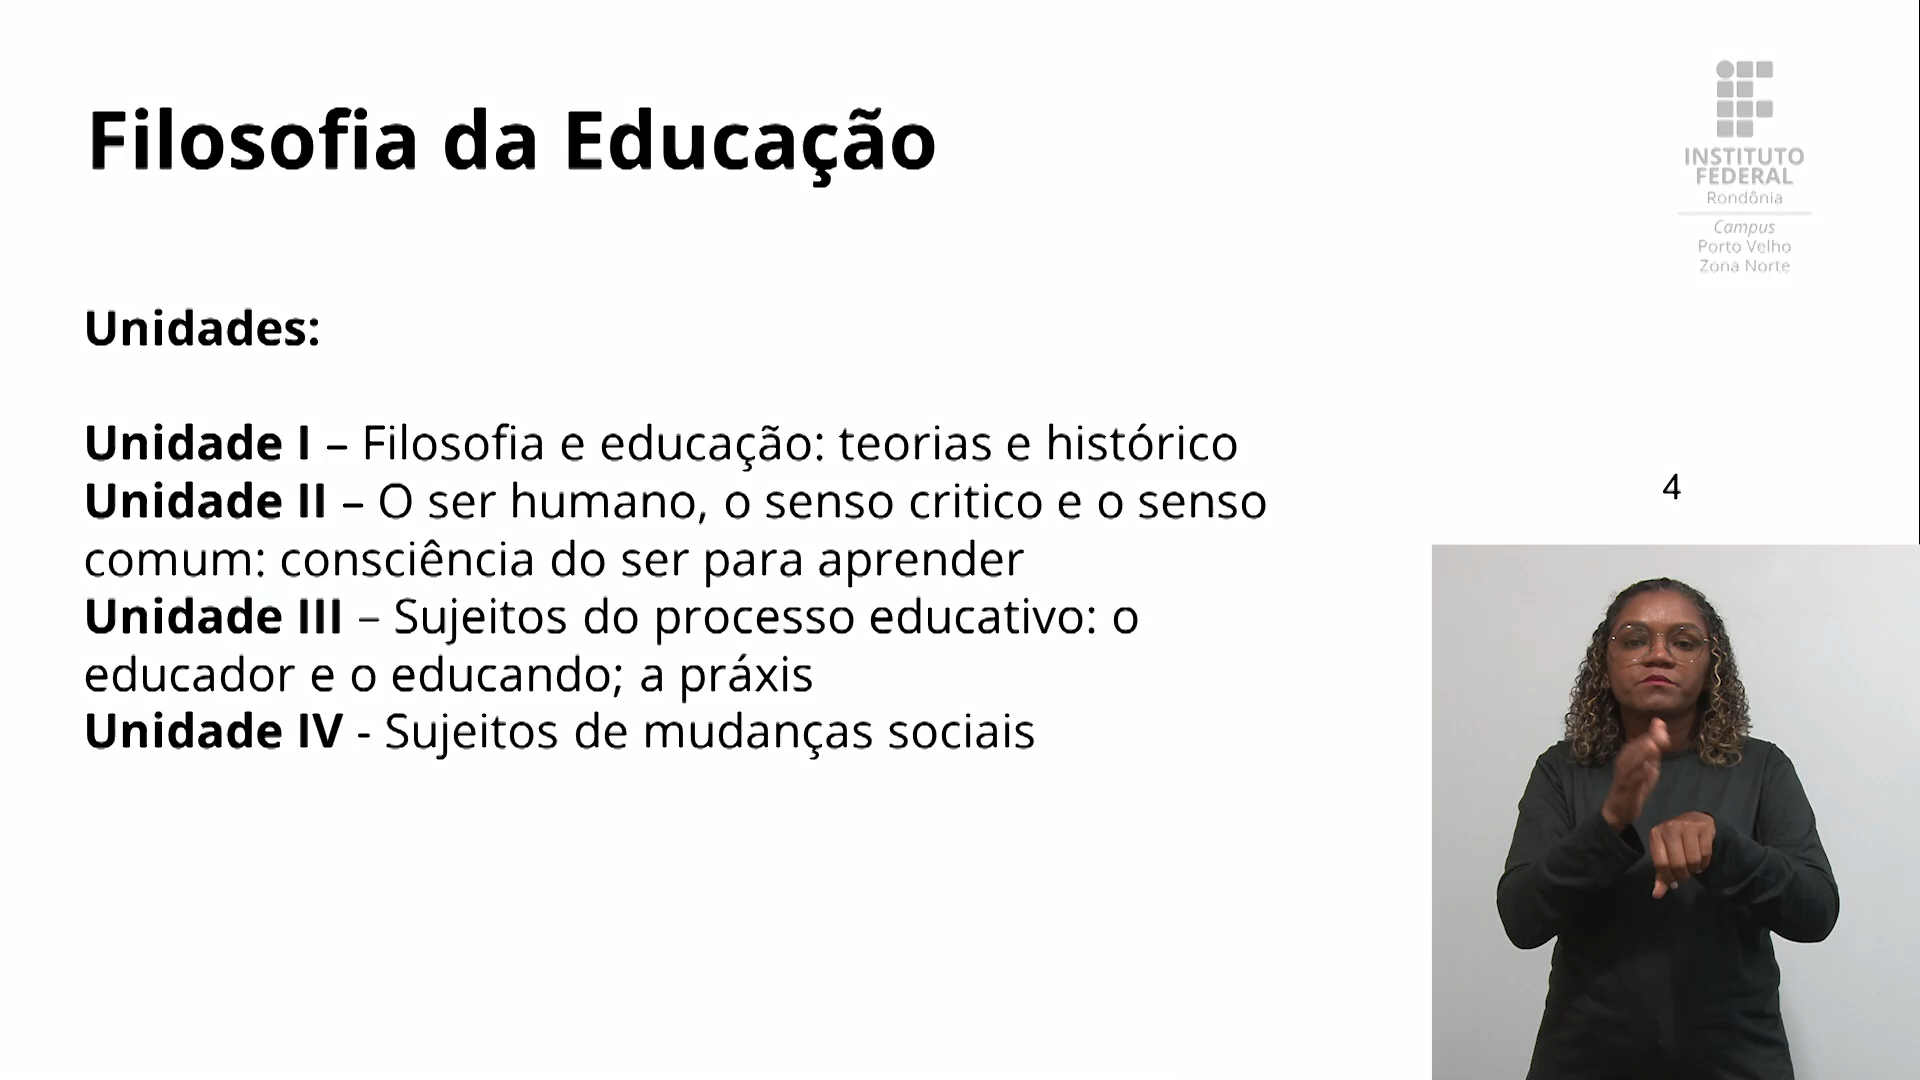 Filosofia da Educação
INSTITUTO
FEDERAL
Rondônia
Campus
Porto Velho
Zona Norte
Unidades:
Unidade I – Filosofia e educação: teorias e histórico
Unidade II – O ser humano, o senso critico e o senso
comum: consciência do ser para aprender
Unidade III – Sujeitos do processo educativo: o
educador e o educando; a práxis
Unidade IV - Sujeitos de mudanças sociais
4